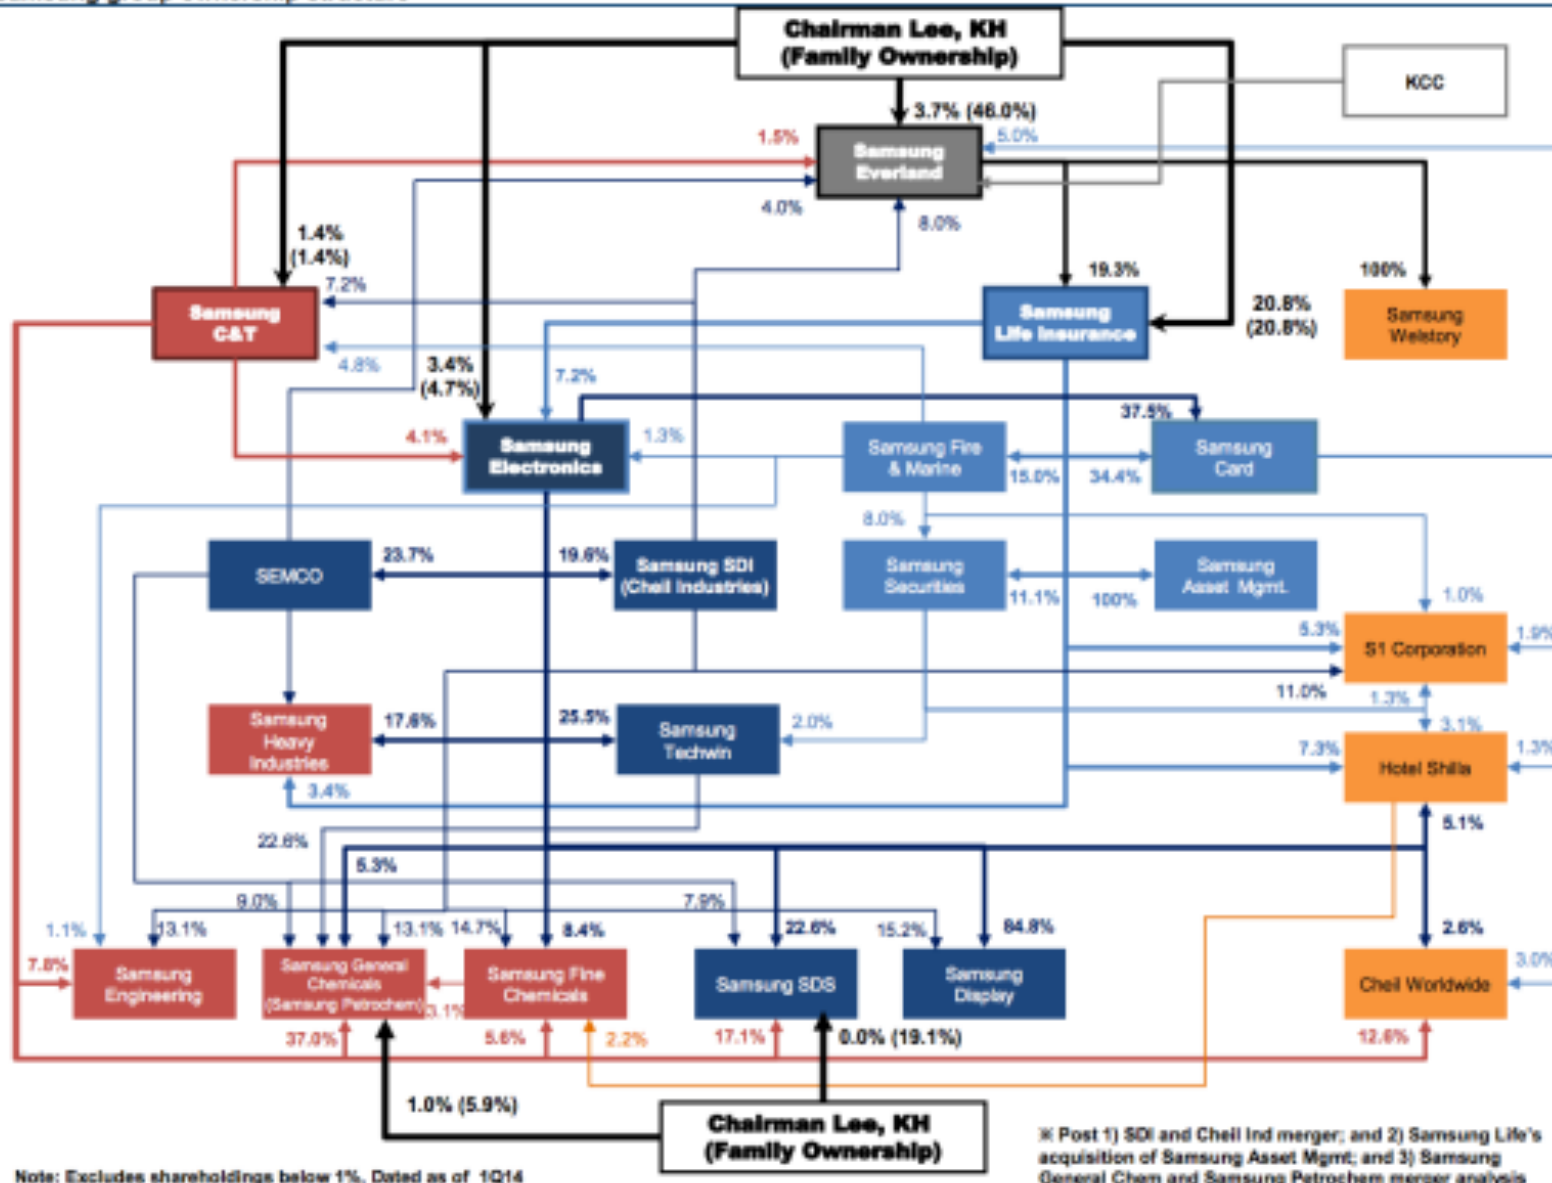 Samsung group ownership structure
Chairman Lee, KH
(Family Ownership)
KCC
3.7% (46.0%)
1.5%
5.0%
Samsung
Everland
4.0%
8.0%
1.4%
(1.4%)
7.2%
19.3%
100%
Samsung
C&T
Samsung
Life Insurance
20.8%
(20.8%)
Samsung
Welstory
4.8%
3.4%
(4.7%)
7.2%
37.5%
4.1%
Samsung
Electronics
1.3%
Samsung Fire
& Marine
15.0%
34.4%
Samsung
Card
8.0%
SEMCO
23.7%
19.6%
Samsung SDI
(Cheil Industries)
Samsung
Securities
11.1%
100%
Samsung
Asset Mgmt.
1.0%
5.3%
S1 Corporation
1.9%
11.0%
1.3%
Samsung
Heavy
Industries
17.6%
25.5%
Samsung
Techwin
2.0%
3.1%
7.3%
Hotel Shilla
1.3%
3.4%
5.1%
22.6%
5.3%
9.0%
7.9%
1.1%
13.1%
13.1%
14.7%
8.4%
22.6%
15.2%
84.8%
2.6%
7.8%
Samsung
Engineering
Samsung General
Chemicals
(Samsung Petrochem)
3.1%
Samsung Fine
Chemicals
Samsung SDS
Samsung
Display
Cheil Worldwide
3.0%
37.0%
5.6%
2.2%
17.1%
0.0% (19.1%)
12.6%
1.0% (5.9%)
Chairman Lee, KH
(Family Ownership)
※ Post 1) SDI and Cheil Ind merger; and 2) Samsung Life's
acquisition of Samsung Asset Mgmt; and 3) Samsung
General Chem and Samsung Petrochem merger analysis
Note: Excludes shareholdings below 1%. Dated as of 1Q14